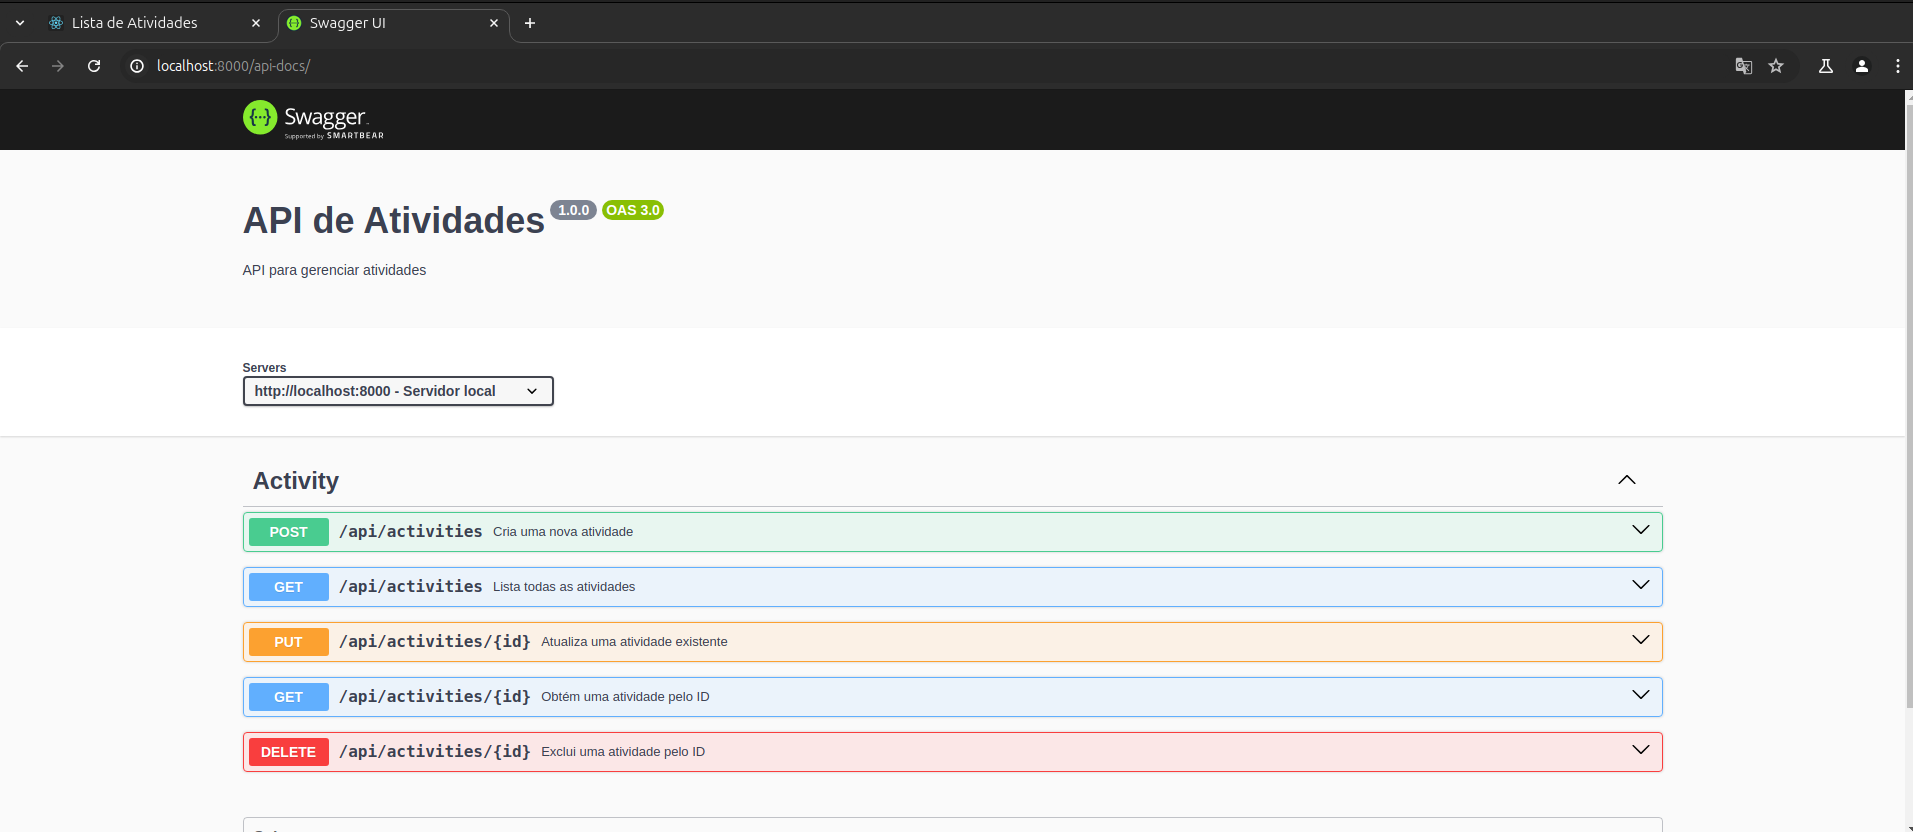 Lista de Atividades
Swagger UI
localhost:8000/api-docs/
{···} Swagger
Supported by SMARTBEAR
API de Atividades 1.0.0 OAS 3.0
API para gerenciar atividades
Servers
http://localhost:8000 - Servidor local
Activity
POST /api/activities Cria uma nova atividade
GET /api/activities Lista todas as atividades
PUT /api/activities/{id} Atualiza uma atividade existente
GET /api/activities/{id} Obtém uma atividade pelo ID
DELETE /api/activities/{id} Exclui uma atividade pelo ID